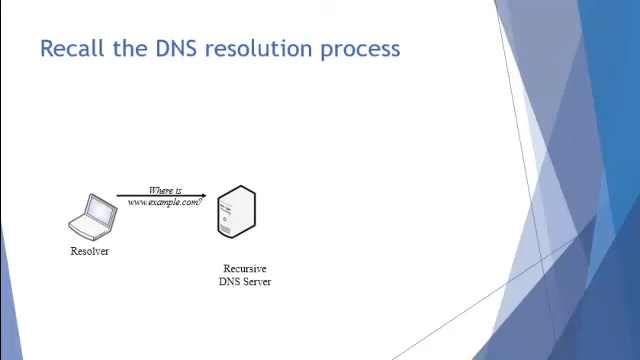 Recall the DNS resolution process
Where is
www.example.com?
Resolver
Recursive
DNS Server